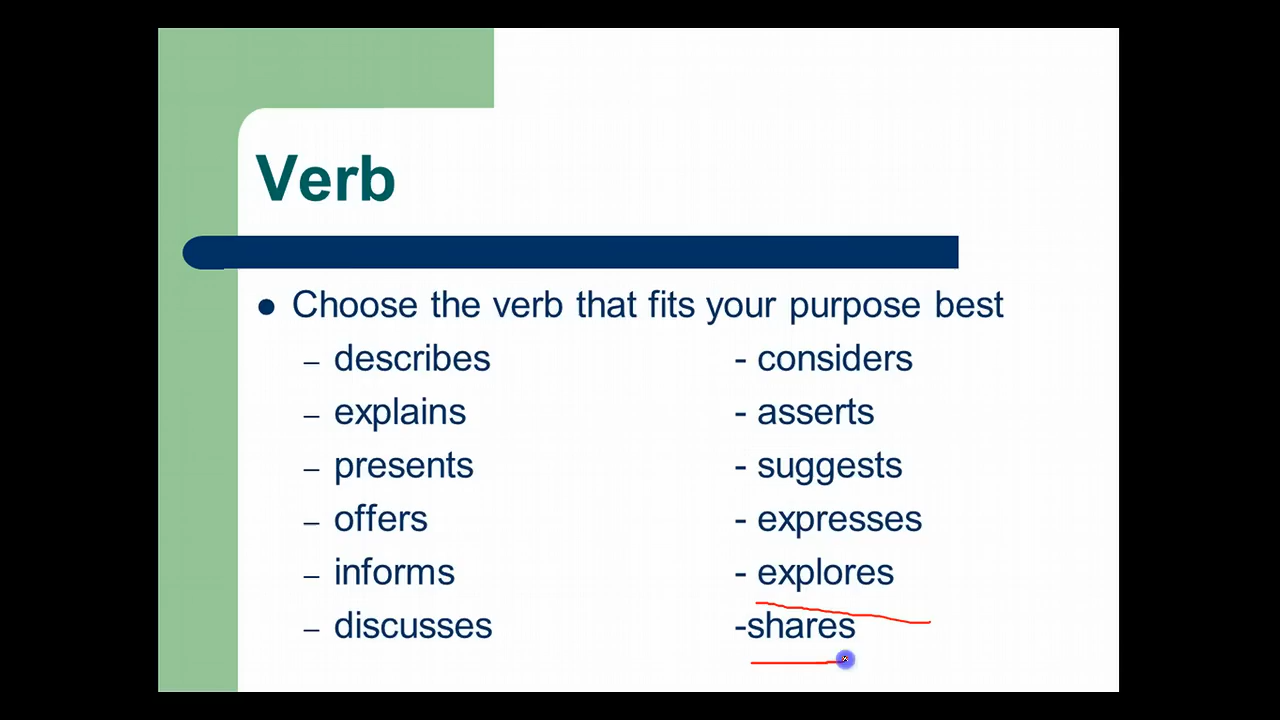 Verb
● Choose the verb that fits your purpose best
– describes - considers
– explains - asserts
– presents - suggests
– offers - expresses
– informs - explores
– discusses -shares